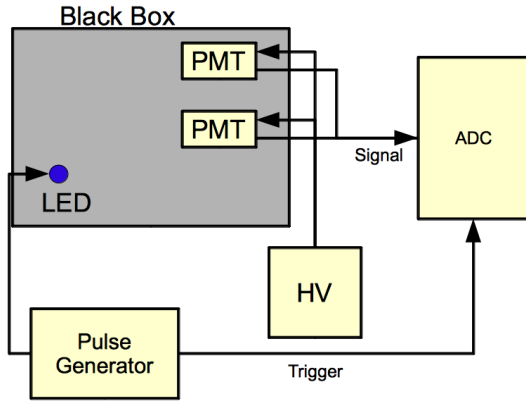 Black Box
PMT
PMT
ADC
Signal
LED
HV
Pulse
Generator
Trigger